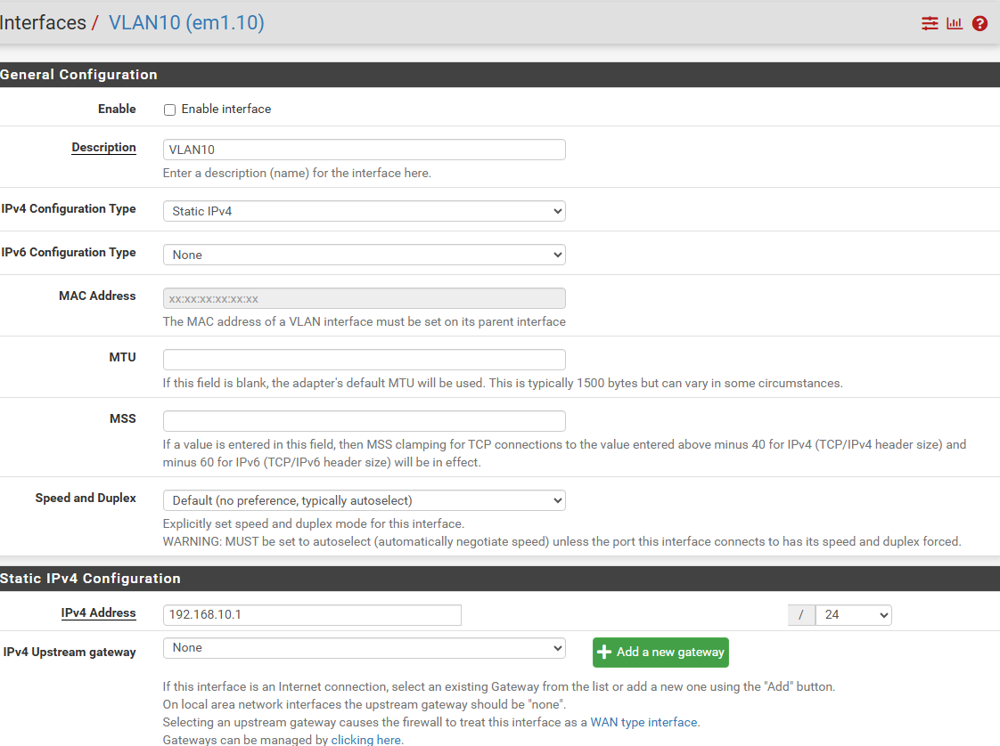 Interfaces / VLAN10 (em1.10)
General Configuration
Enable Enable interface
Description VLAN10
Enter a description (name) for the interface here.
IPv4 Configuration Type Static IPv4
IPv6 Configuration Type None
MAC Address xx:xx:xx:xx:xx:xx
The MAC address of a VLAN interface must be set on its parent interface
MTU
If this field is blank, the adapter's default MTU will be used. This is typically 1500 bytes but can vary in some circumstances.
MSS
If a value is entered in this field, then MSS clamping for TCP connections to the value entered above minus 40 for IPv4 (TCP/IPv4 header size) and
minus 60 for IPv6 (TCP/IPv6 header size) will be in effect.
Speed and Duplex Default (no preference, typically autoselect)
Explicitly set speed and duplex mode for this interface.
WARNING: MUST be set to autoselect (automatically negotiate speed) unless the port this interface connects to has its speed and duplex forced.
Static IPv4 Configuration
IPv4 Address 192.168.10.1 / 24
IPv4 Upstream gateway None Add a new gateway
If this interface is an Internet connection, select an existing Gateway from the list or add a new one using the "Add" button.
On local area network interfaces the upstream gateway should be "none".
Selecting an upstream gateway causes the firewall to treat this interface as a WAN type interface.
Gateways can be managed by clicking here.